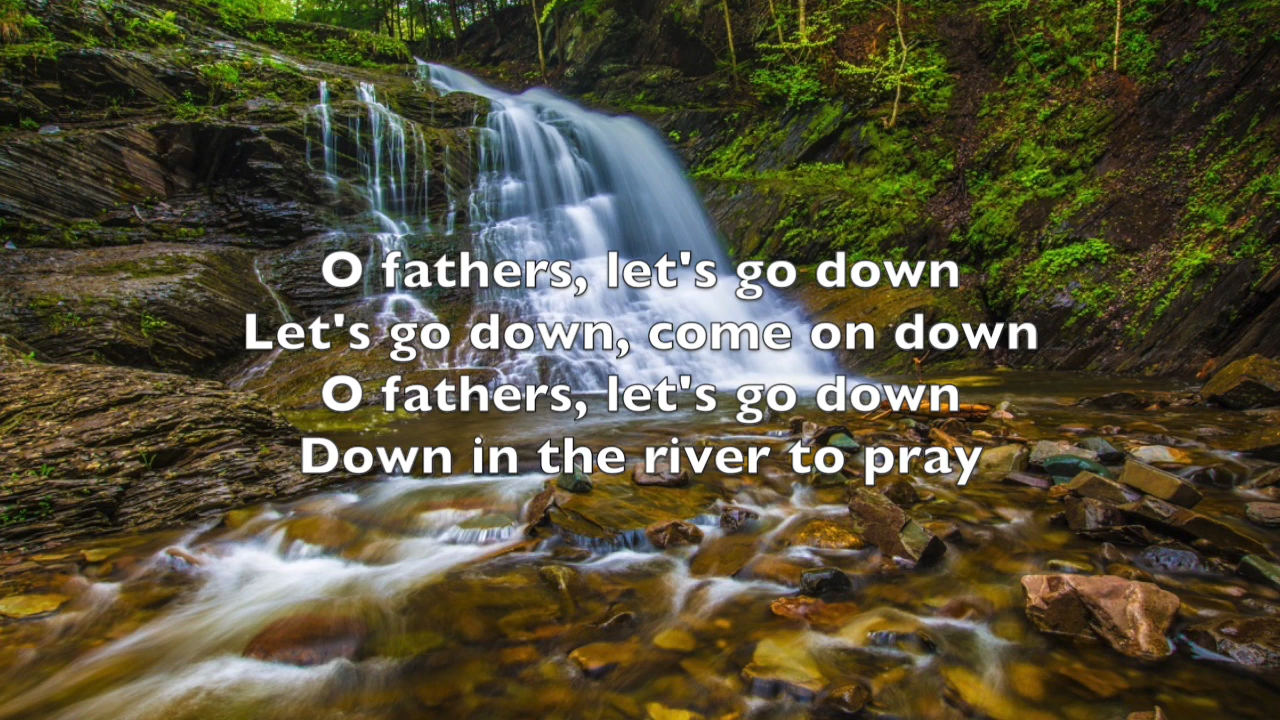 O fathers, let's go down
Let's go down, come on down
O fathers, let's go down
Down in the river to pray